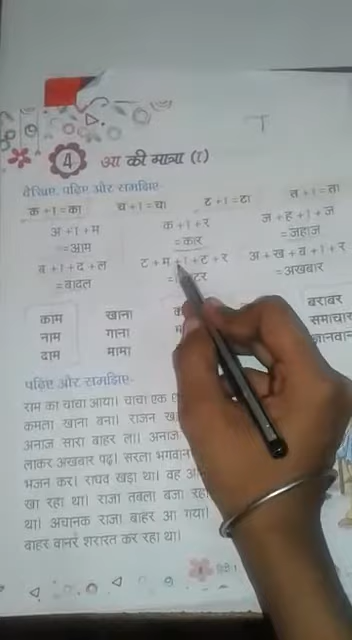 4 आ की मात्रा (ा)
देखिए, पढ़िए और समझिए-
क + ा = का च + ा = चा ट + ा = टा त + ा = ता
अ + ा + म क + ा + र ज + ह + ा + ज
= आम = कार = जहाज
ब + ा + द + ल ट + म + ा + ट + र अ + ख + ब + ा + र
= बादल = अखबार
काम खाना बराबर
नाम गाना समाचार
दाम मामा
पढ़िए और समझिए-
राम का चाचा आया। चाचा एक
कमला खाना बना। राजन
अनाज सारा बाहर ला। अनाज
लाकर अखबार पढ़। सरला भगवान
भजन कर। राघव खड़ा था। वह
खा रहा था। राजा तबला बजा रहा
था। अचानक राजा बाहर आ गया।
बाहर वानर शरारत कर रहा था।